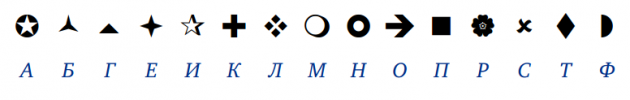 А Б Г Е И К Л М Н О П Р С Т Ф